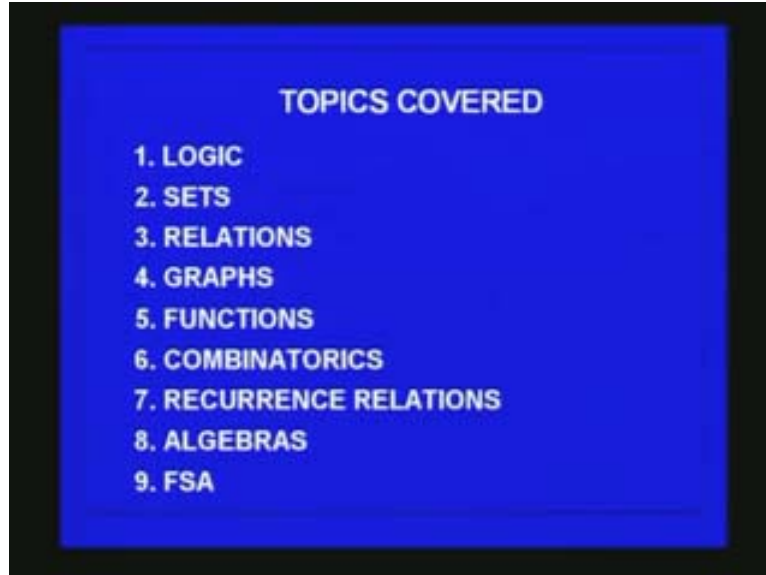 TOPICS COVERED
1. LOGIC
2. SETS
3. RELATIONS
4. GRAPHS
5. FUNCTIONS
6. COMBINATORICS
7. RECURRENCE RELATIONS
8. ALGEBRAS
9. FSA